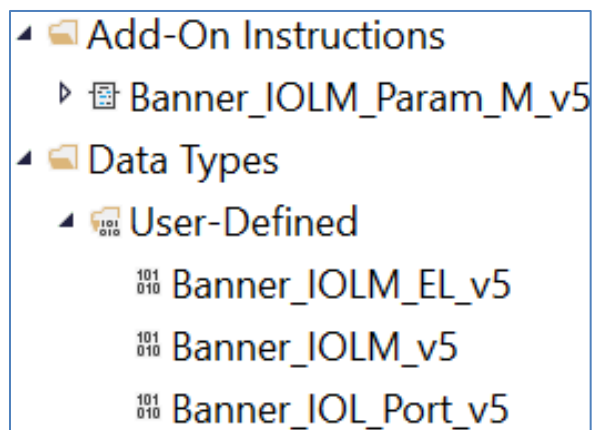 Add-On Instructions
Banner_IOLM_Param_M_v5
Data Types
User-Defined
Banner_IOLM_EL_v5
Banner_IOLM_v5
Banner_IOL_Port_v5